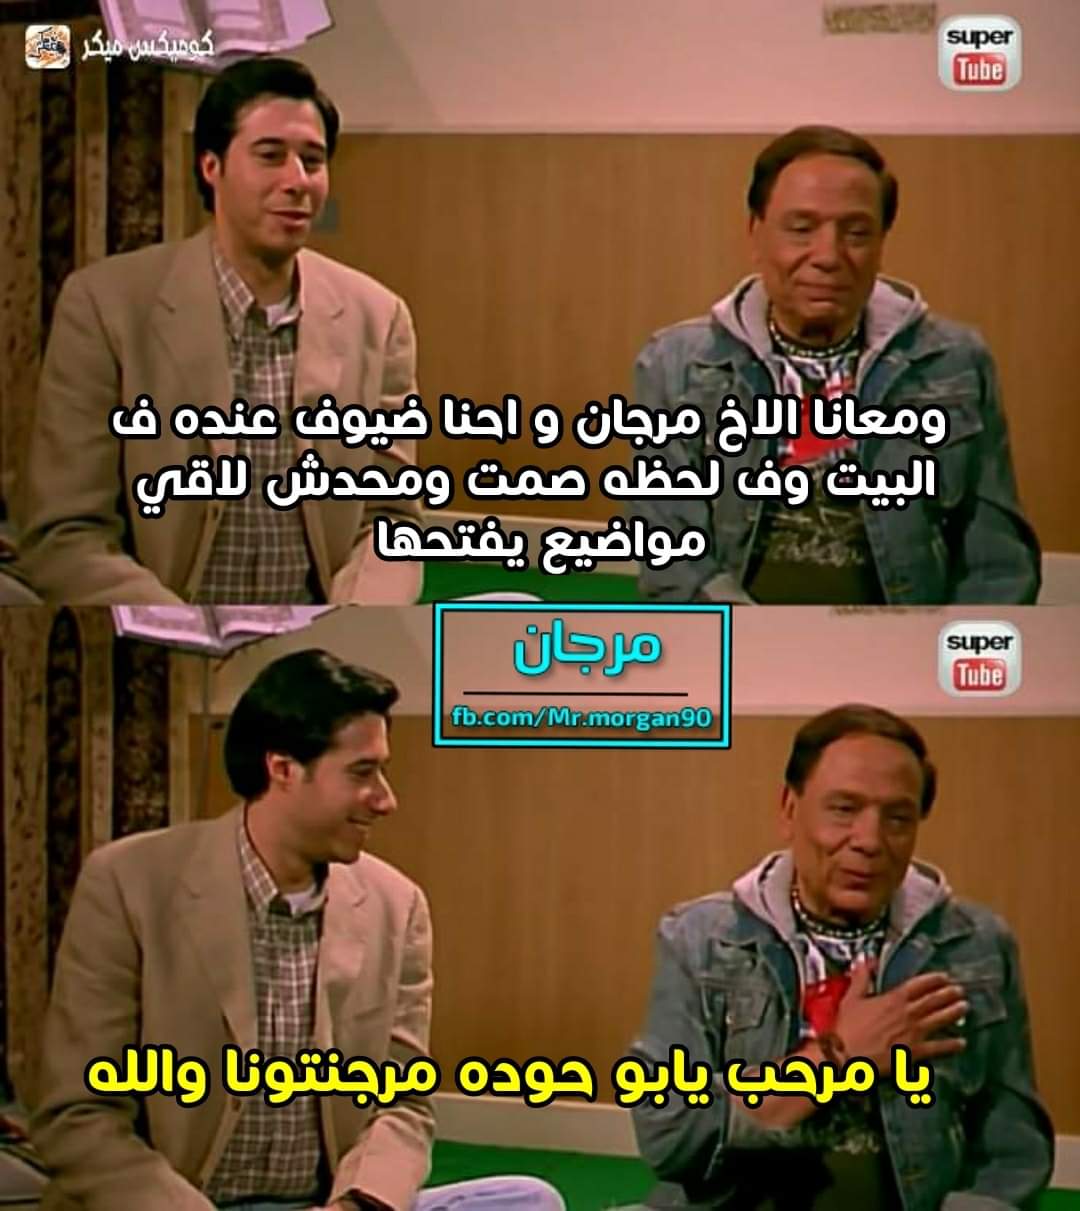 كوميكس ميكر
super
Tube
ومعانا الاخ مرجان و احنا ضيوف عنده ف
البيت وف لحظه صمت ومحدش لاقي
مواضيع يفتحها
مرجان
fb.com/Mr.morgan90
super
Tube
يا مرحب يابو حوده مرجنتونا والله